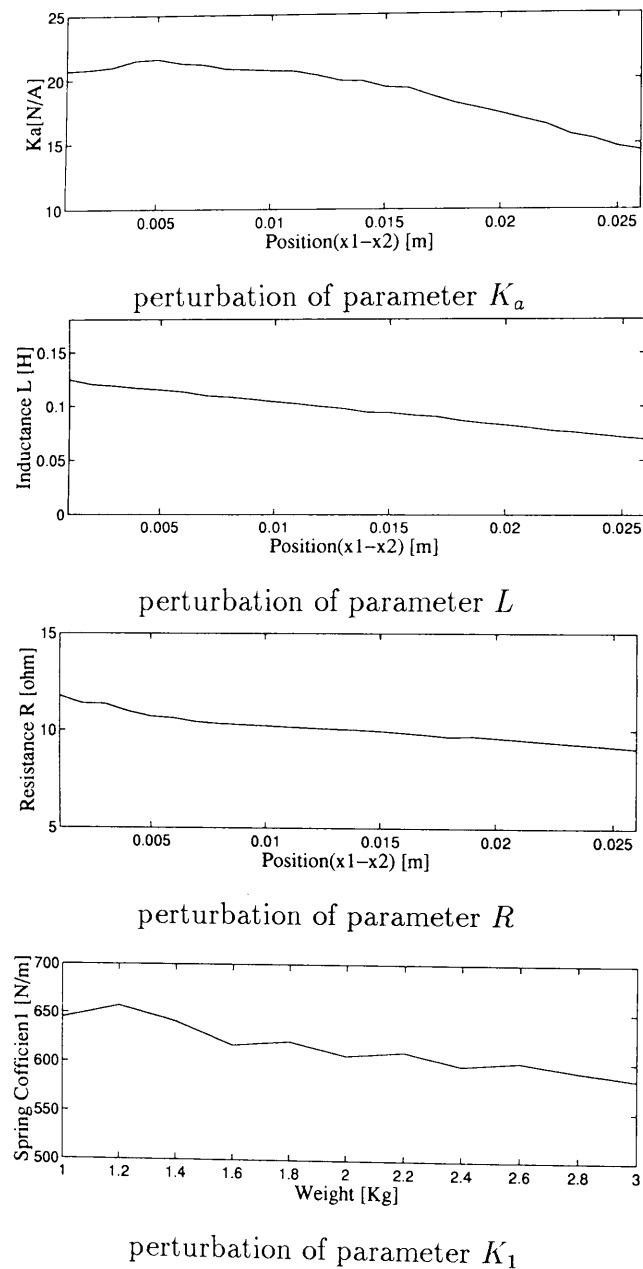 25
20
15
10
Ka[N/A]
0.005 0.01 0.015 0.02 0.025
Position(x1−x2) [m]
perturbation of parameter Ka
0.15
0.1
0.05
0
Inductance L [H]
0.005 0.01 0.015 0.02 0.025
Position(x1−x2) [m]
perturbation of parameter L
15
10
5
Resistance R [ohm]
0.005 0.01 0.015 0.02 0.025
Position(x1−x2) [m]
perturbation of parameter R
700
650
600
550
500
Spring Cofficien1 [N/m]
1 1.2 1.4 1.6 1.8 2 2.2 2.4 2.6 2.8 3
Weight [Kg]
perturbation of parameter K1